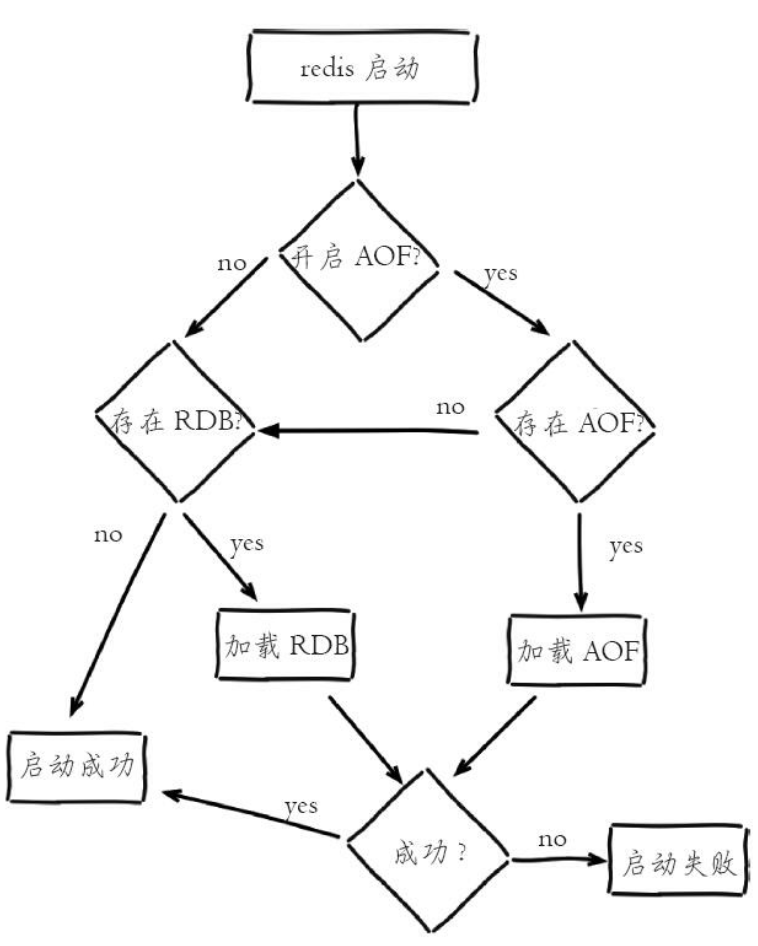 redis 启动
开启 AOF?
no
yes
存在 RDB?
no
存在 AOF?
no
yes
yes
加载 RDB
加载 AOF
启动成功
yes
成功?
no
启动失败